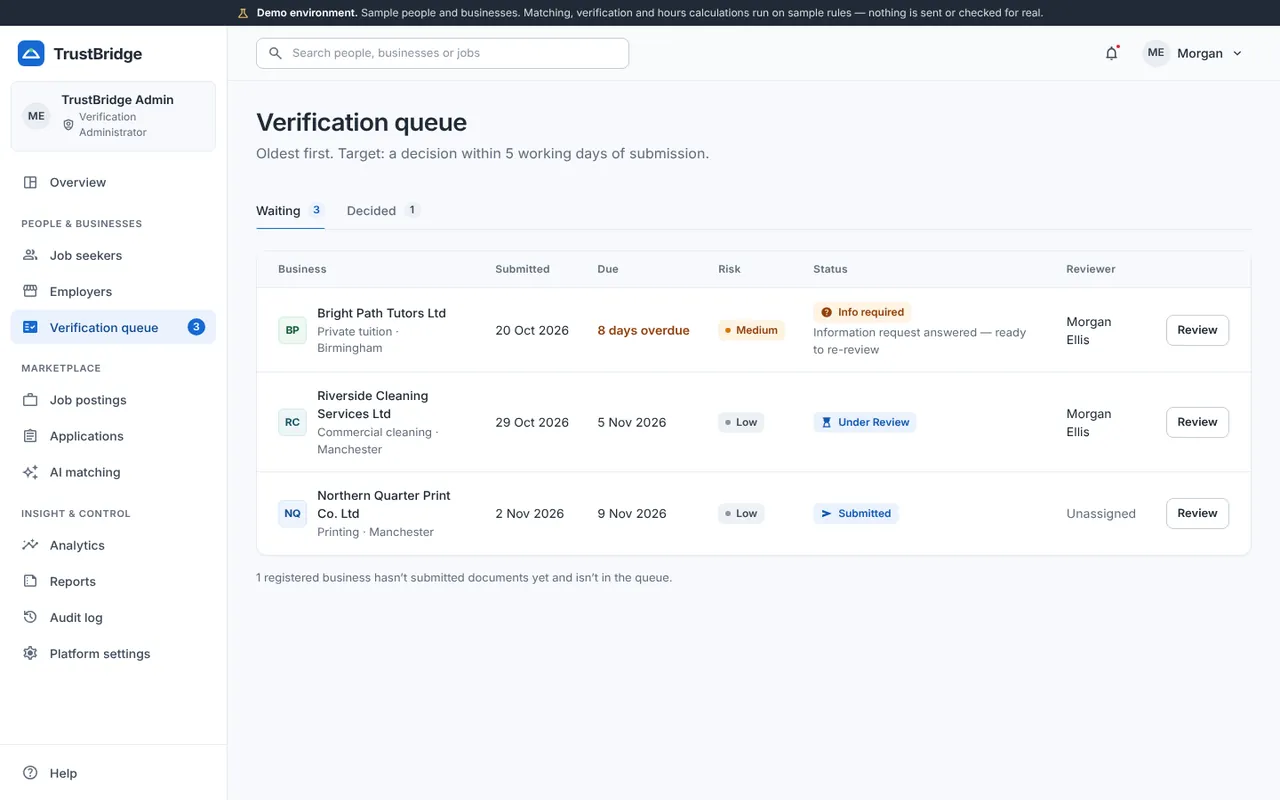 Demo environment. Sample people and businesses. Matching, verification and hours calculations run on sample rules — nothing is sent or checked for real.
TrustBridge
Search people, businesses or jobs
ME
Morgan
ME
TrustBridge Admin
Verification
Administrator
Overview
PEOPLE & BUSINESSES
Job seekers
Employers
Verification queue
3
MARKETPLACE
Job postings
Applications
AI matching
INSIGHT & CONTROL
Analytics
Reports
Audit log
Platform settings
Help
Verification queue
Oldest first. Target: a decision within 5 working days of submission.
Waiting 3 Decided 1
Business Submitted Due Risk Status Reviewer
BP
Bright Path Tutors Ltd
Private tuition ·
Birmingham
20 Oct 2026
8 days overdue
Medium
Info required
Information request answered — ready
to re-review
Morgan
Ellis
Review
RC
Riverside Cleaning
Services Ltd
Commercial cleaning ·
Manchester
29 Oct 2026
5 Nov 2026
Low
Under Review
Morgan
Ellis
Review
NQ
Northern Quarter Print
Co. Ltd
Printing · Manchester
2 Nov 2026
9 Nov 2026
Low
Submitted
Unassigned
Review
1 registered business hasn’t submitted documents yet and isn’t in the queue.